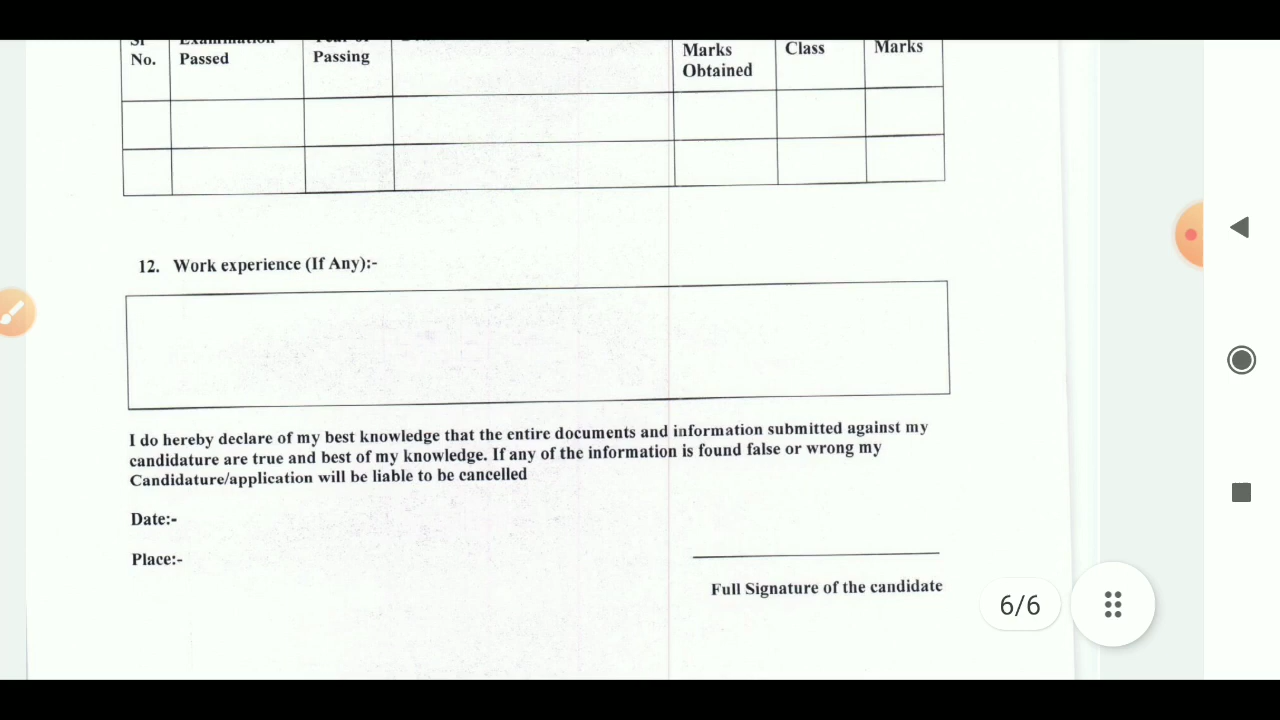 No.
Passed
Passing
Marks
Obtained
Class
Marks
12. Work experience (If Any):-
I do hereby declare of my best knowledge that the entire documents and information submitted against my
candidature are true and best of my knowledge. If any of the information is found false or wrong my
Candidature/application will be liable to be cancelled
Date:-
Place:-
Full Signature of the candidate
6/6